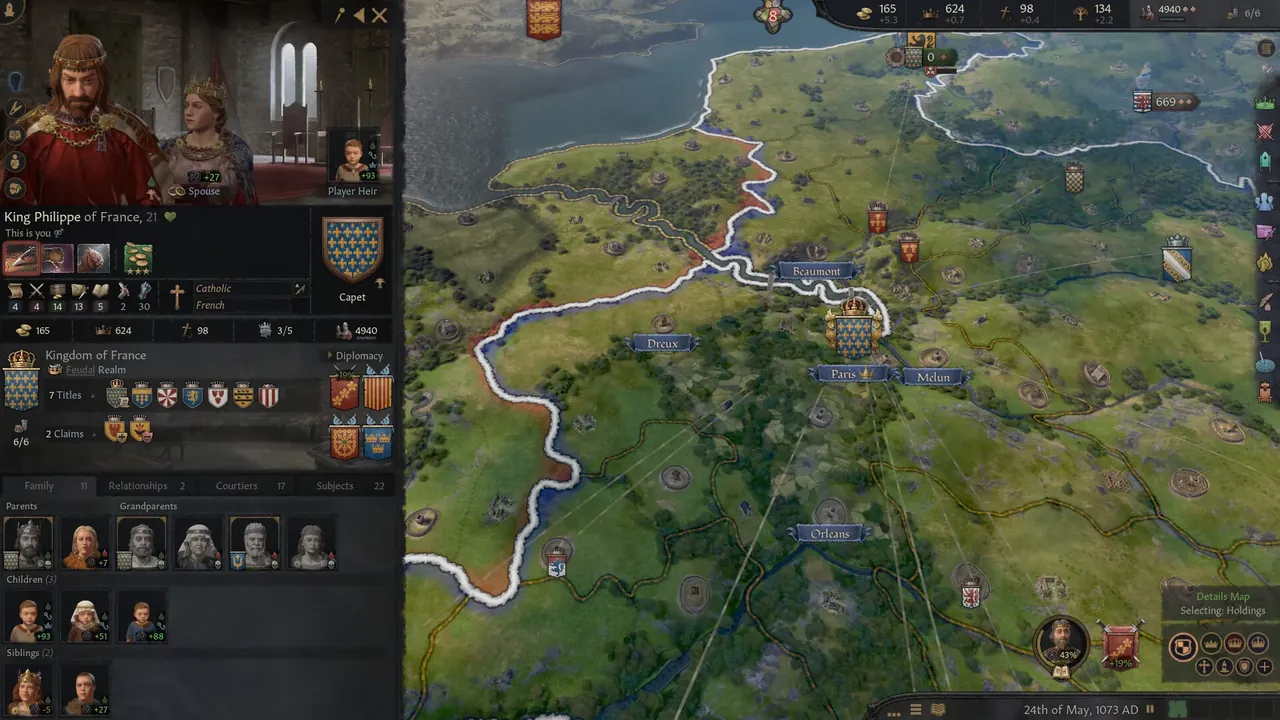 8
165
+5.3
624
+0.7
98
+0.4
134
+2.2
4940
6/6
+27
Spouse
+93
Player Heir
King Philippe of France, 21
This is you
Capet
4
4
14
13
5
2
30
Catholic
French
165
624
98
3/5
4940
Kingdom of France
Feudal Realm
Diplomacy
19%
7 Titles +
6/6
2 Claims +
Family 11
Relationships 2
Courtiers 17
Subjects 22
Parents
Grandparents
+7
Children (3)
+93
+51
+88
Siblings (2)
-5
+27
0
669
Beaumont
Dreux
Paris
Melun
Orleans
43%
+19%
Details Map
Selecting: Holdings
24th of May, 1073 AD